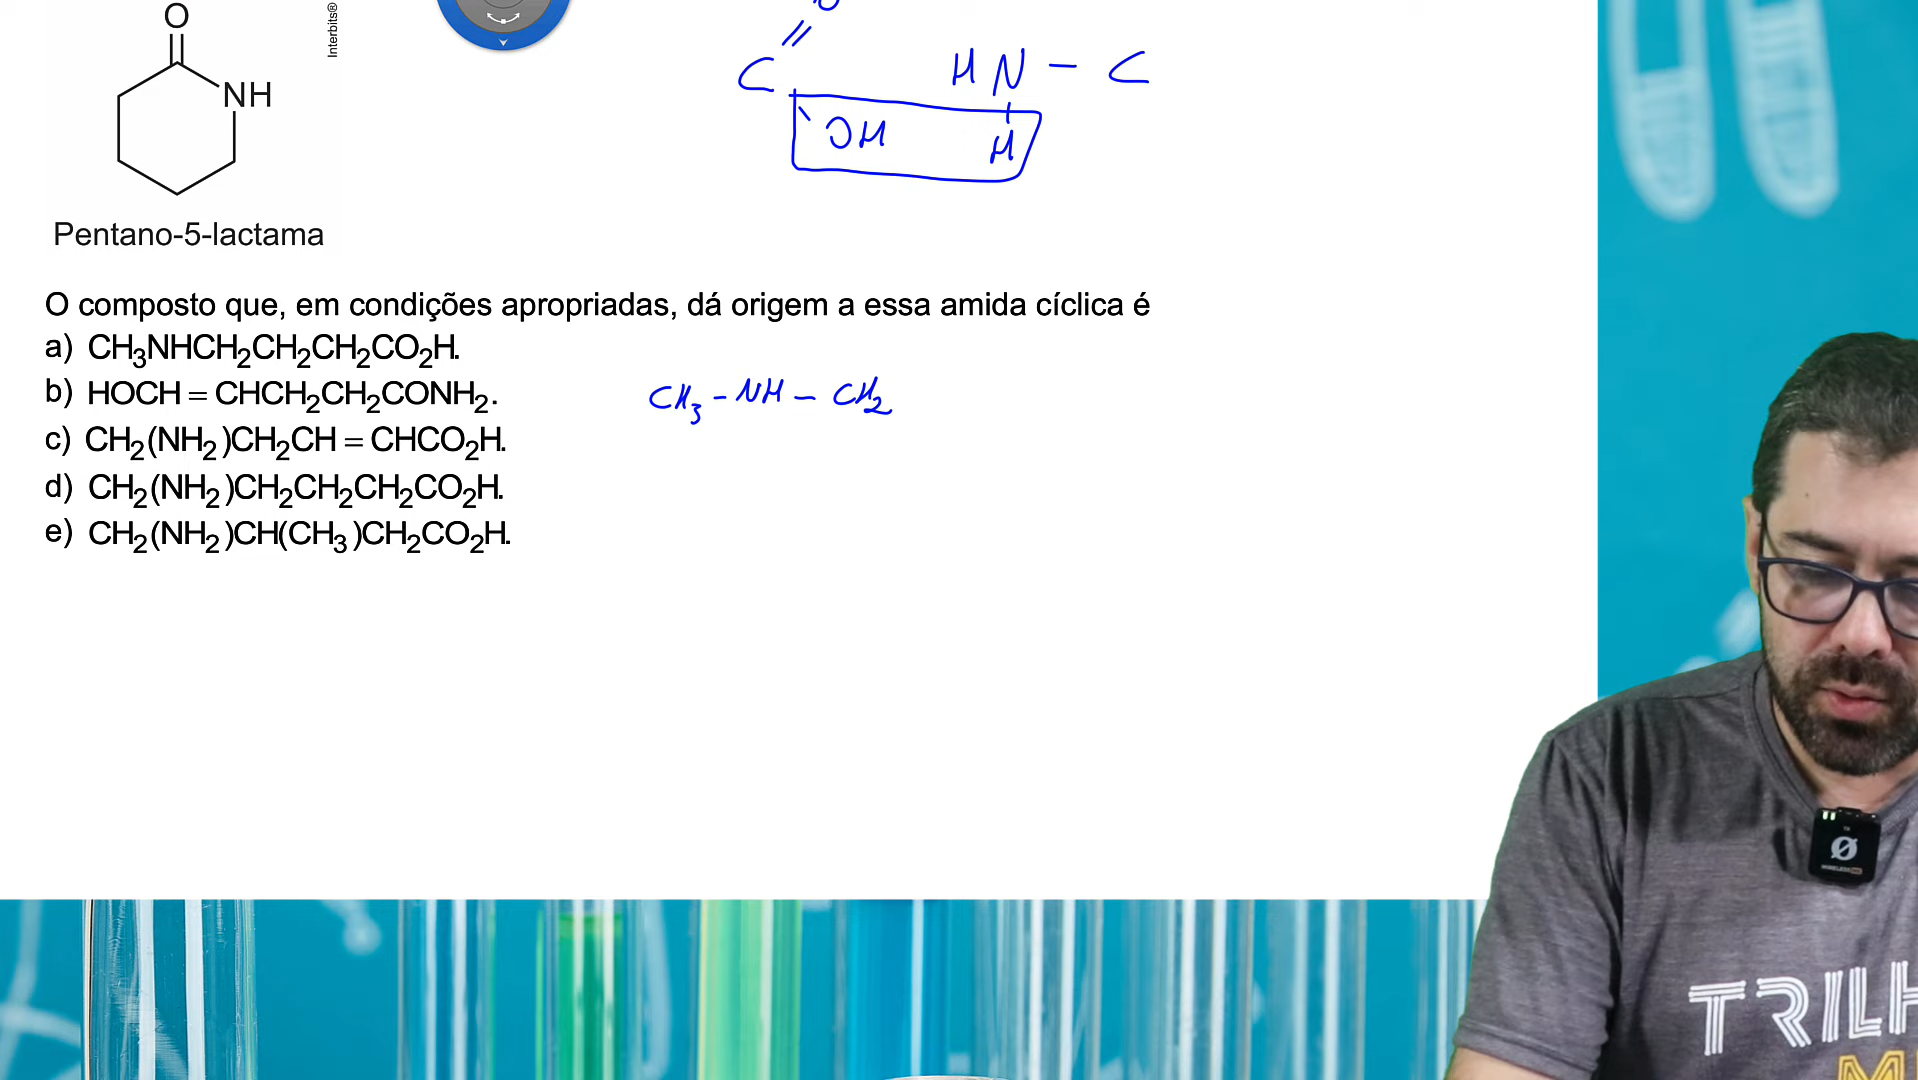 O
NH
Interbits®
Pentano-5-lactama
O
C
HN - C
OH H
O composto que, em condições apropriadas, dá origem a essa amida cíclica é
a) CH₃NHCH₂CH₂CH₂CO₂H.
b) HOCH = CHCH₂CH₂CONH₂.
c) CH₂(NH₂)CH₂CH = CHCO₂H.
d) CH₂(NH₂)CH₂CH₂CH₂CO₂H.
e) CH₂(NH₂)CH(CH₃)CH₂CO₂H.
CH₃ - NH - CH₂
TRILH
M